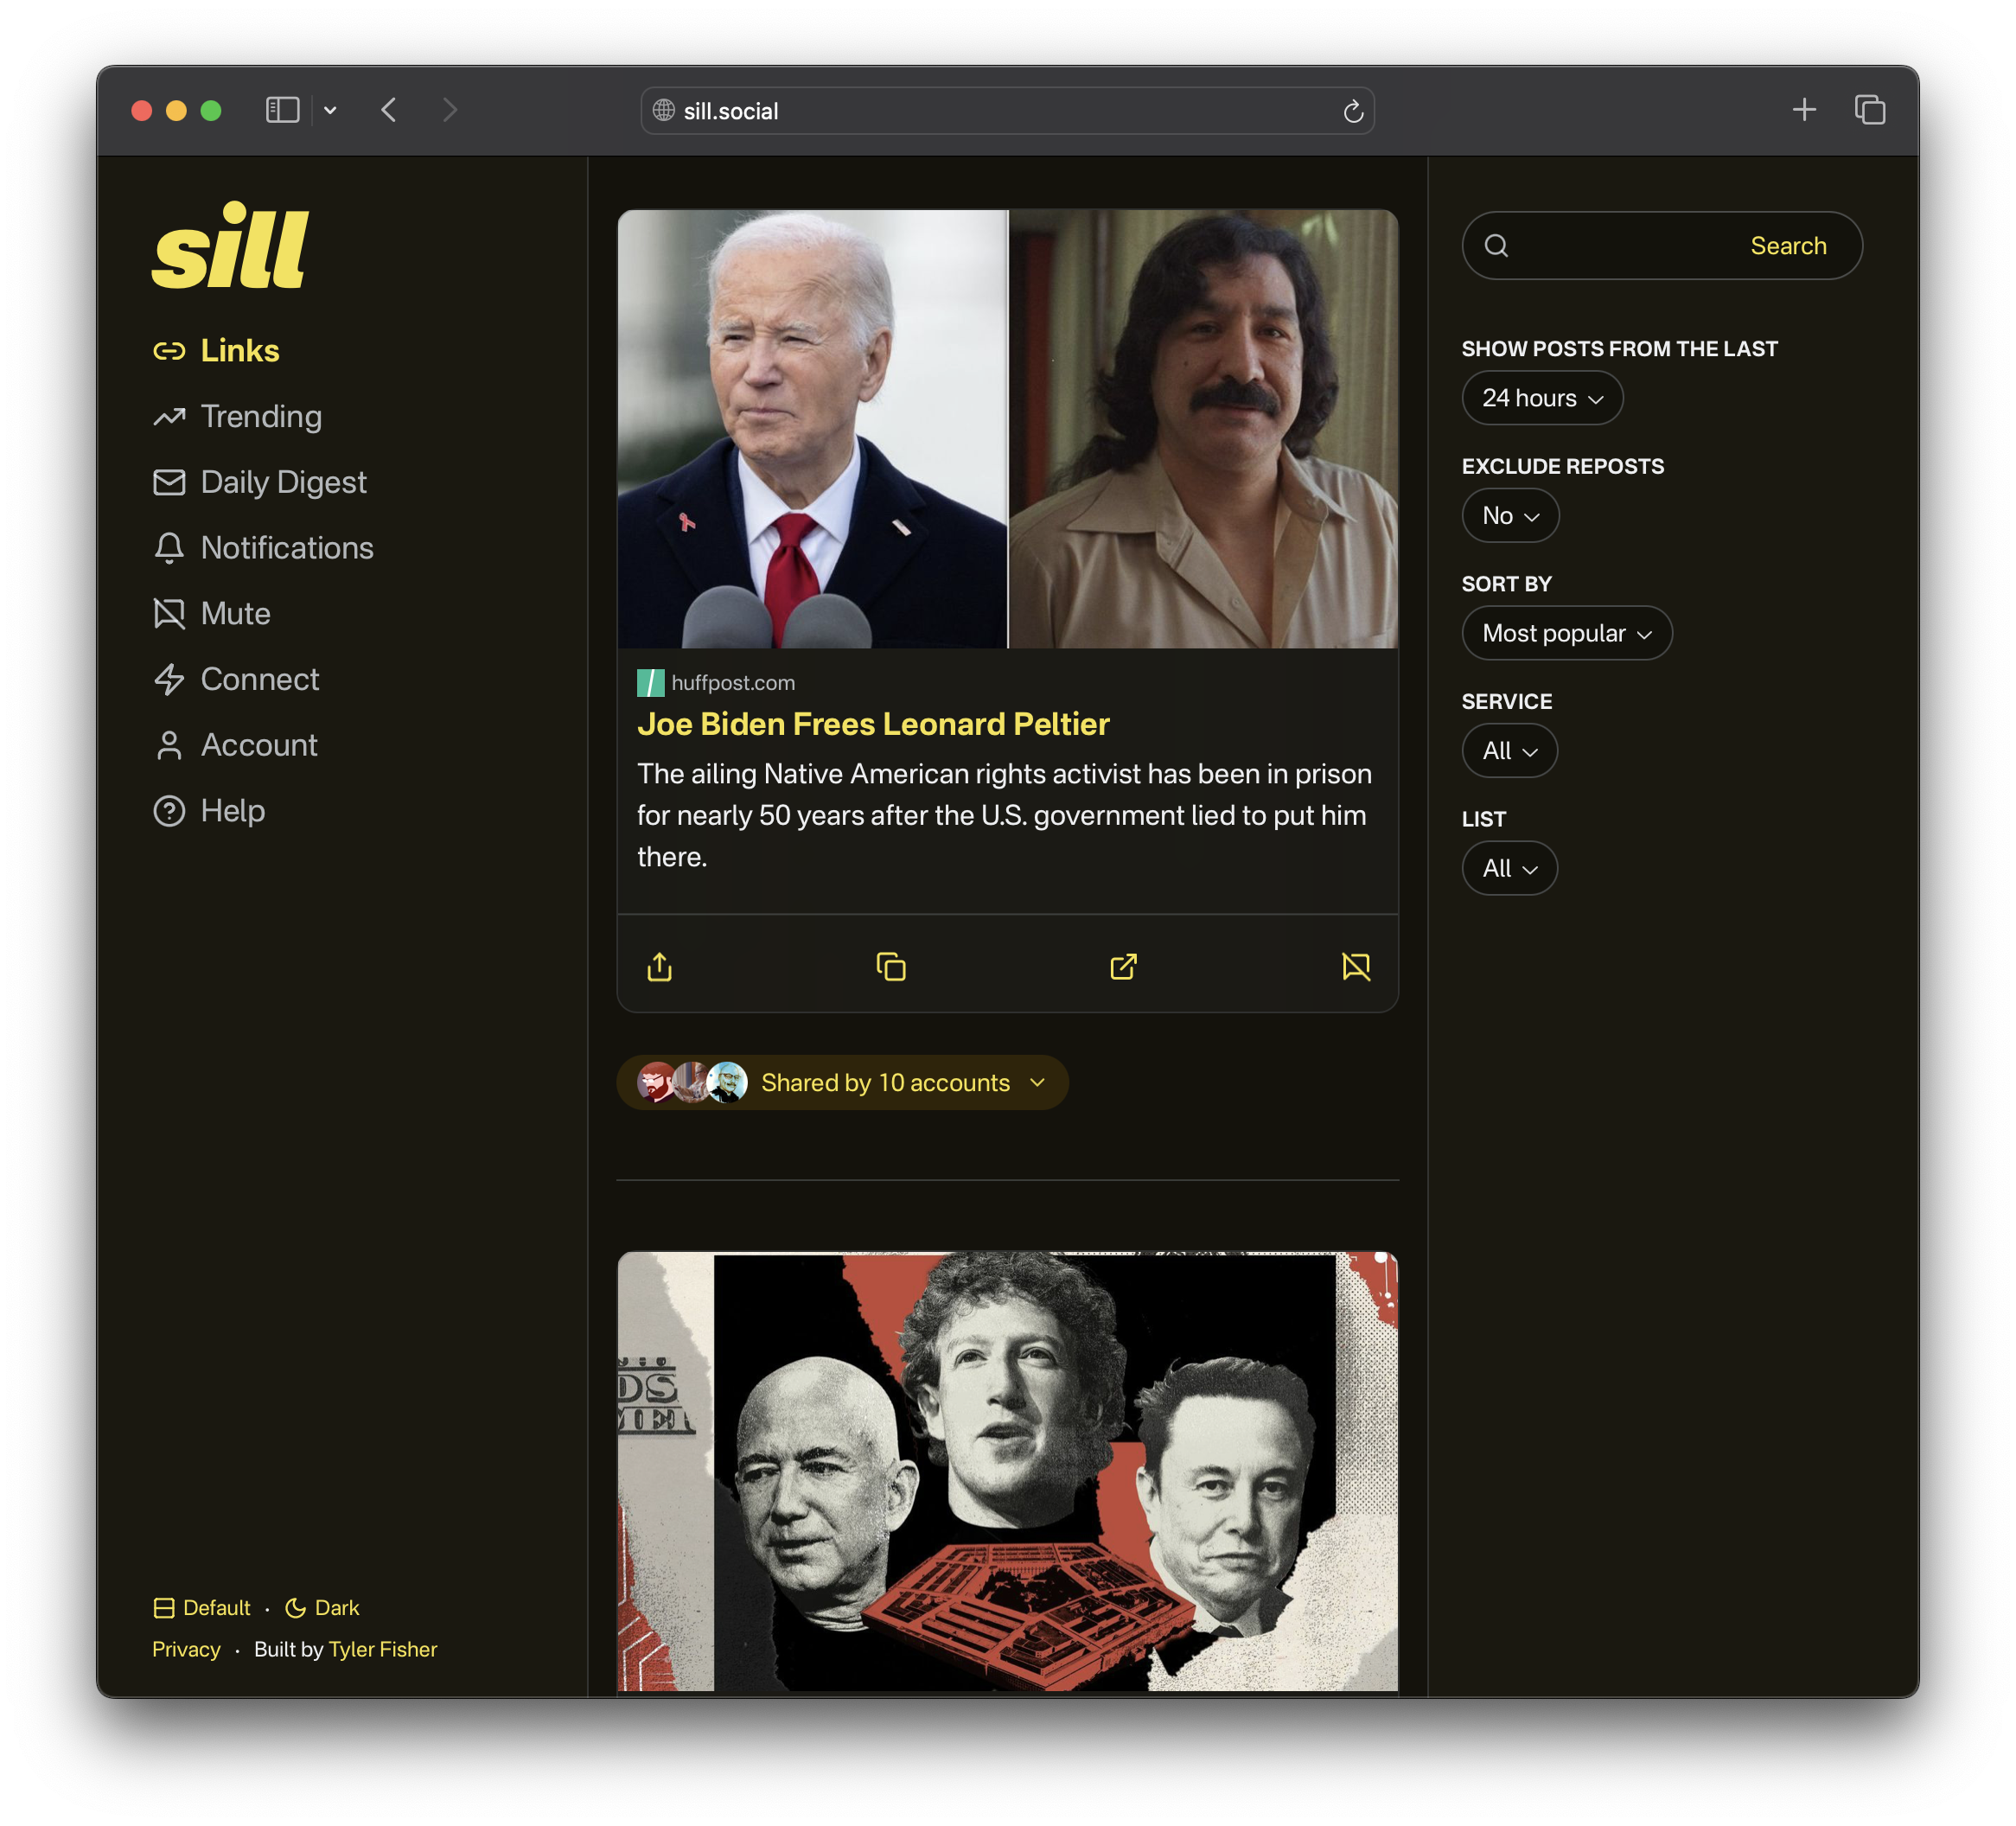 sill.social
sill
Links
Trending
Daily Digest
Notifications
Mute
Connect
Account
Help
Default · Dark
Privacy · Built by Tyler Fisher
huffpost.com
Joe Biden Frees Leonard Peltier
The ailing Native American rights activist has been in prison
for nearly 50 years after the U.S. government lied to put him
there.
Shared by 10 accounts
DS
Search
SHOW POSTS FROM THE LAST
24 hours
EXCLUDE REPOSTS
No
SORT BY
Most popular
SERVICE
All
LIST
All